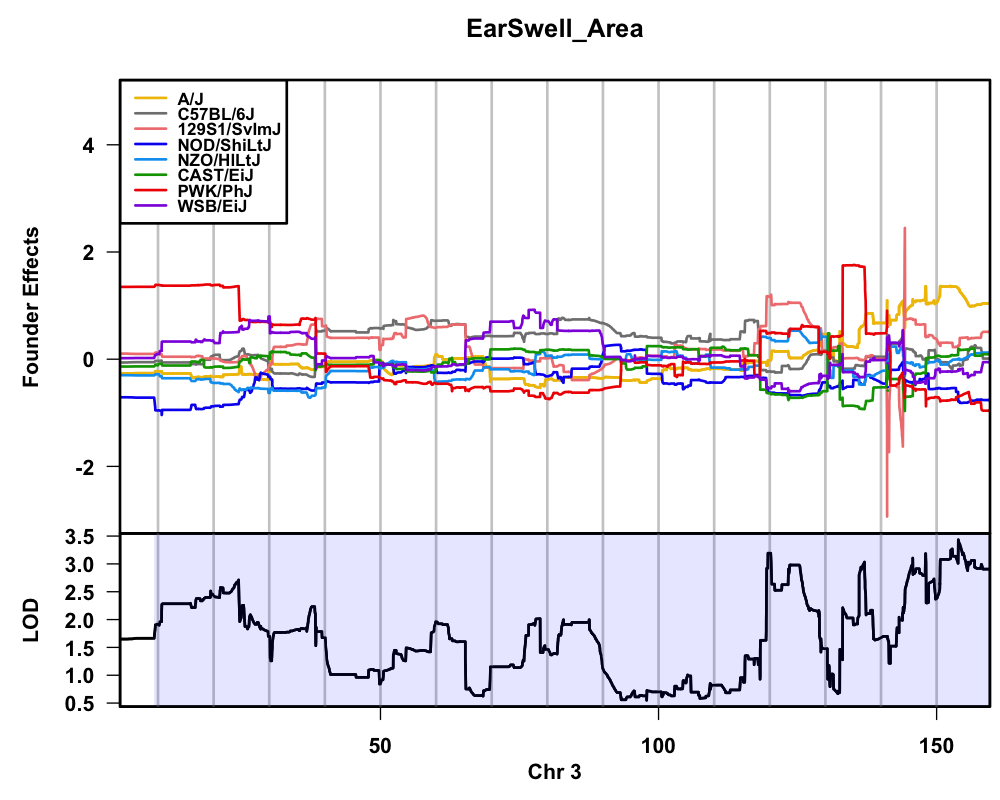 EarSwell_Area
A/J
C57BL/6J
129S1/SvImJ
NOD/ShiLtJ
NZO/HlLtJ
CAST/EiJ
PWK/PhJ
WSB/EiJ
Founder Effects
4
2
0
-2
LOD
3.5
3.0
2.5
2.0
1.5
1.0
0.5
50
100
150
Chr 3